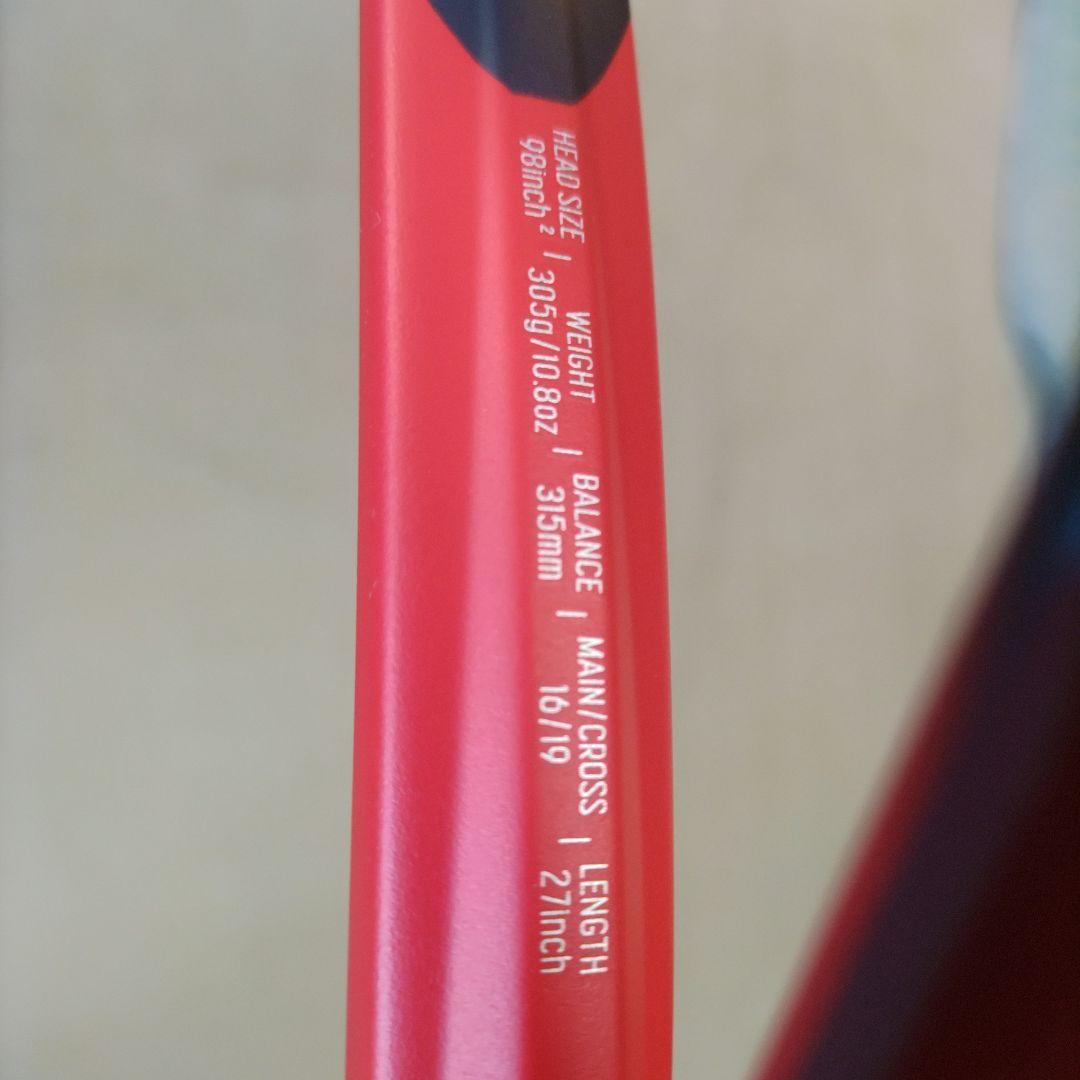 HEAD SIZE | WEIGHT | BALANCE | MAIN/CROSS | LENGTH
98inch² | 305g/10.8oz | 315mm | 16/19 | 27inch